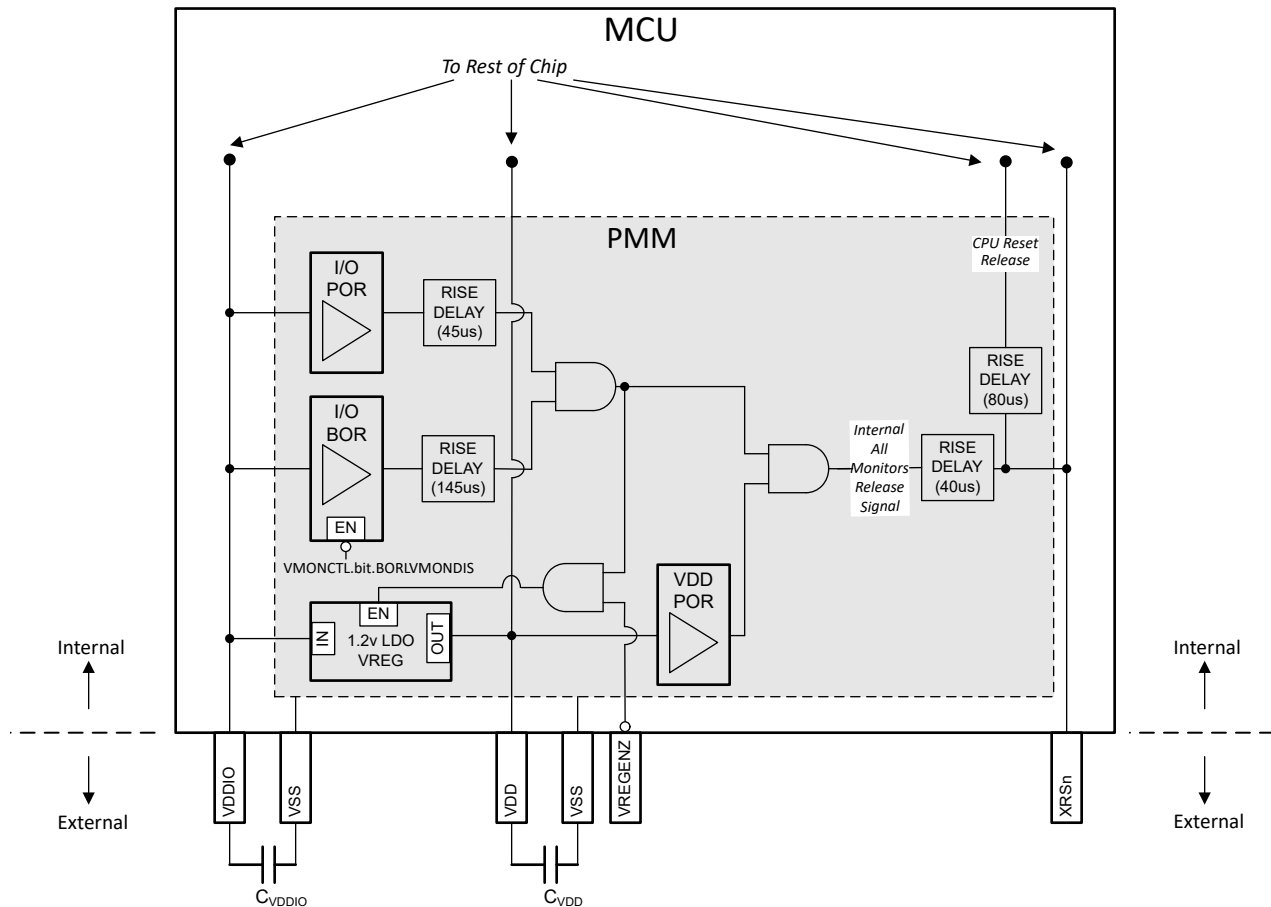 MCU
To Rest of Chip
PMM
CPU Reset
Release
I/O
POR
RISE
DELAY
(45us)
RISE
DELAY
(80us)
I/O
BOR
RISE
DELAY
(145us)
Internal
All
Monitors
Release
Signal
RISE
DELAY
(40us)
EN
VMONCTL.bit.BORLVMONDIS
VDD
POR
EN
IN
1.2v LDO
VREG
OUT
Internal
Internal
VDDIO
VSS
VDD
VSS
VREGENZ
XRSn
External
External
CVDDIO
CVDD